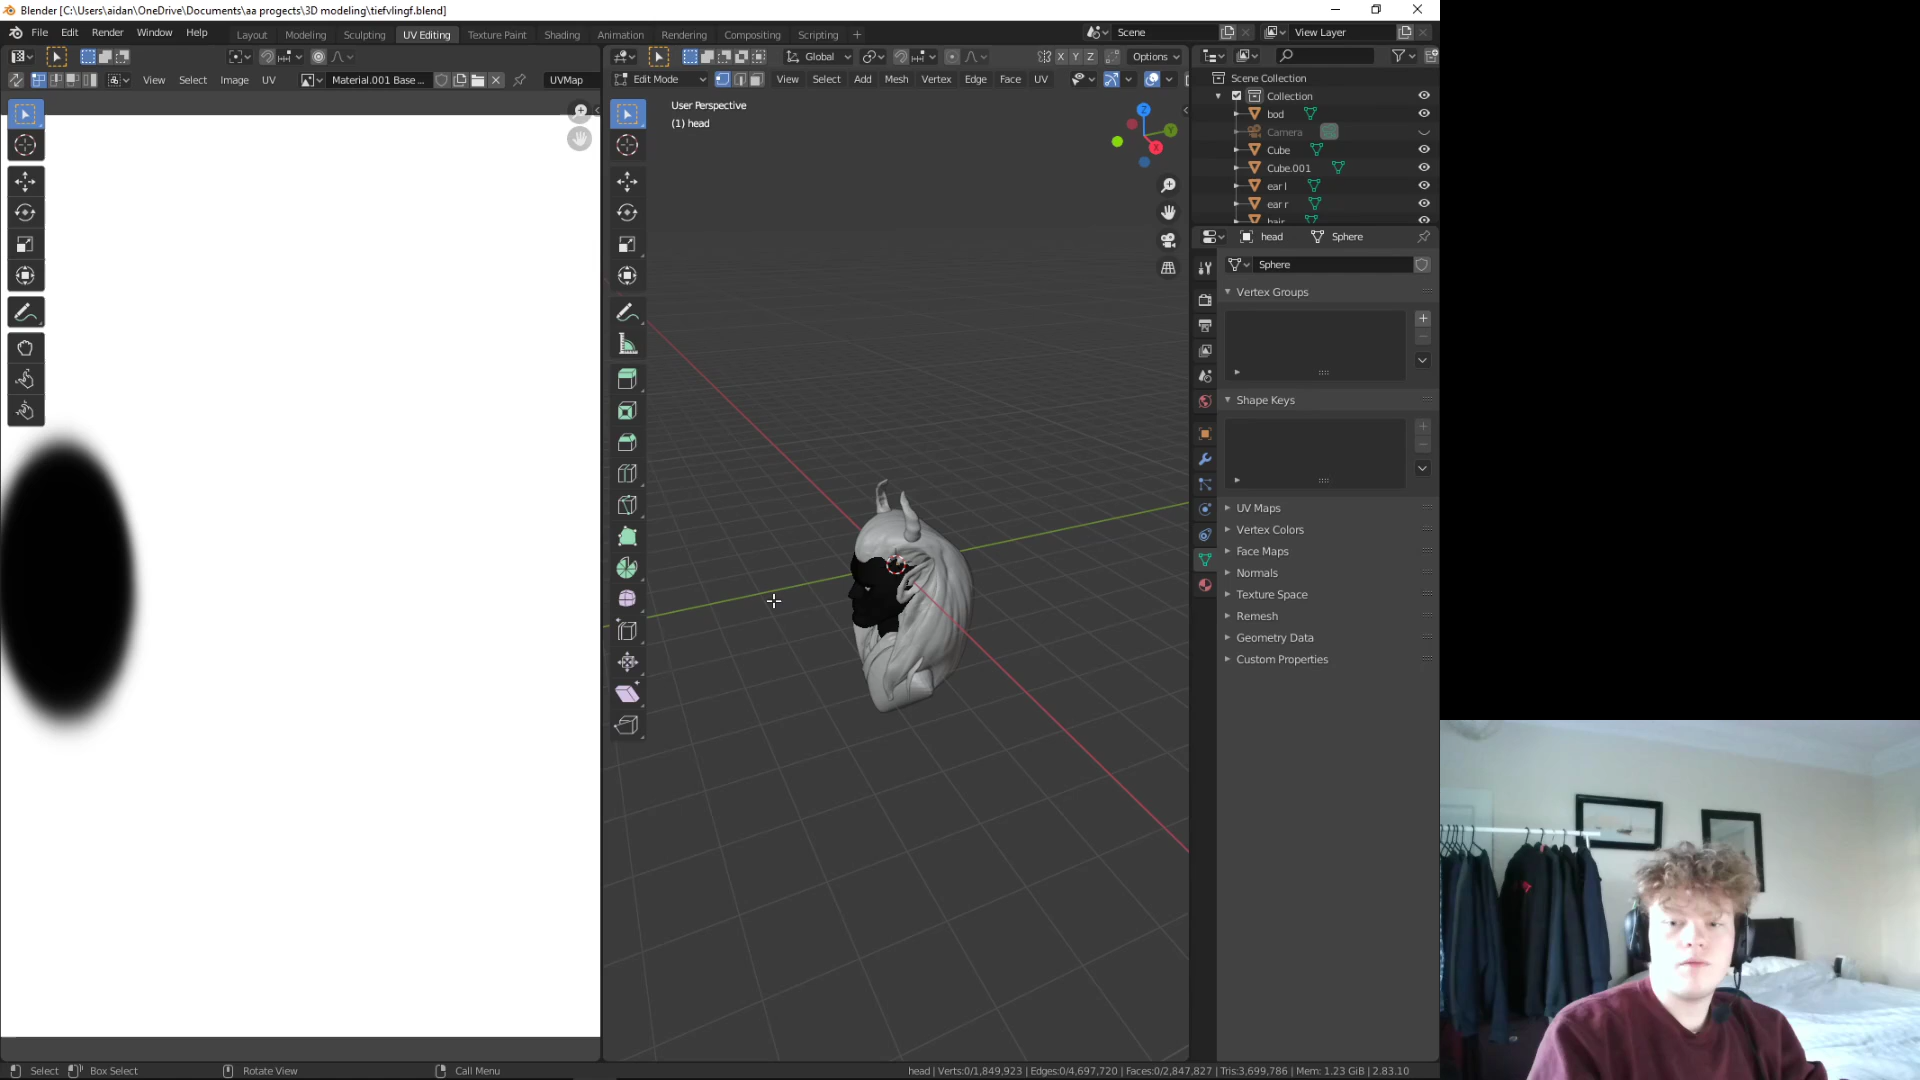 Blender [C:\Users\aidan\OneDrive\Documents\aa progects\3D modeling\tiefvlingf.blend]
File Edit Render Window Help
Layout Modeling Sculpting UV Editing Texture Paint Shading Animation Rendering Compositing Scripting +
Scene View Layer
Global X Y Z Options
View Select Image UV Material.001 Base ... UVMap
Edit Mode View Select Add Mesh Vertex Edge Face UV
User Perspective
(1) head
Z
Y
X
Scene Collection
Collection
bod
Camera
Cube
Cube.001
ear l
ear r
hair
head Sphere
Sphere
Vertex Groups
Shape Keys
UV Maps
Vertex Colors
Face Maps
Normals
Texture Space
Remesh
Geometry Data
Custom Properties
Select Box Select Rotate View Call Menu
head | Verts:0/1,849,923 | Edges:0/4,697,720 | Faces:0/2,847,827 | Tris:3,699,786 | Mem: 1.23 GiB | 2.83.10